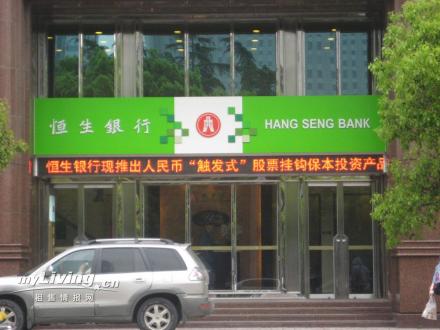 恒生銀行 HANG SENG BANK
恒生银行现推出人民币“触发式”股票挂钩保本投资产品
myLiving.cn
租售情报网